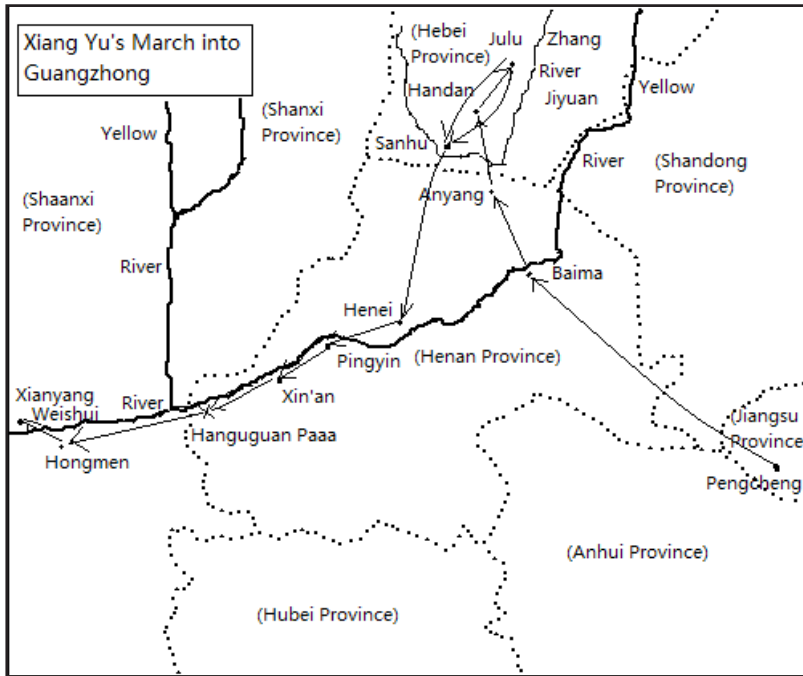 Xiang Yu's March into
Guangzhong
(Hebei
Province)
Julu
Zhang
River
Jiyuan
Handan
Yellow
River
(Shanxi
Province)
Yellow
Sanhu
(Shandong
Province)
(Shaanxi
Province)
Anyang
River
Baima
Henei
Pingyin
(Henan Province)
Xin'an
Xianyang
Weishui
River
Hanguguan Paaa
Hongmen
(Jiangsu
Province)
Pengcheng
(Anhui Province)
(Hubei Province)